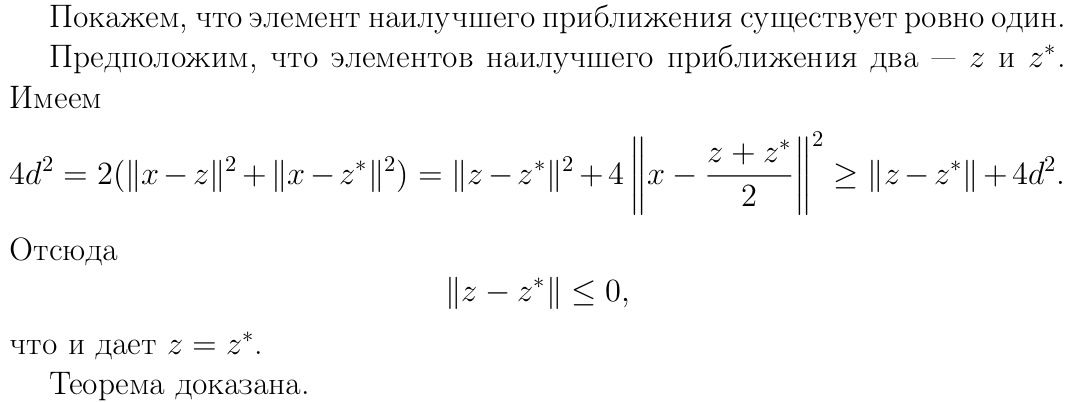 Покажем, что элемент наилучшего приближения существует ровно один.
Предположим, что элементов наилучшего приближения два — z и z*.
Имеем
4d² = 2(‖x − z‖² + ‖x − z*‖²) = ‖z − z*‖² + 4 ‖x − (z + z*)/2‖² ≥ ‖z − z*‖ + 4d².
Отсюда
‖z − z*‖ ≤ 0,
что и дает z = z*.
Теорема доказана.